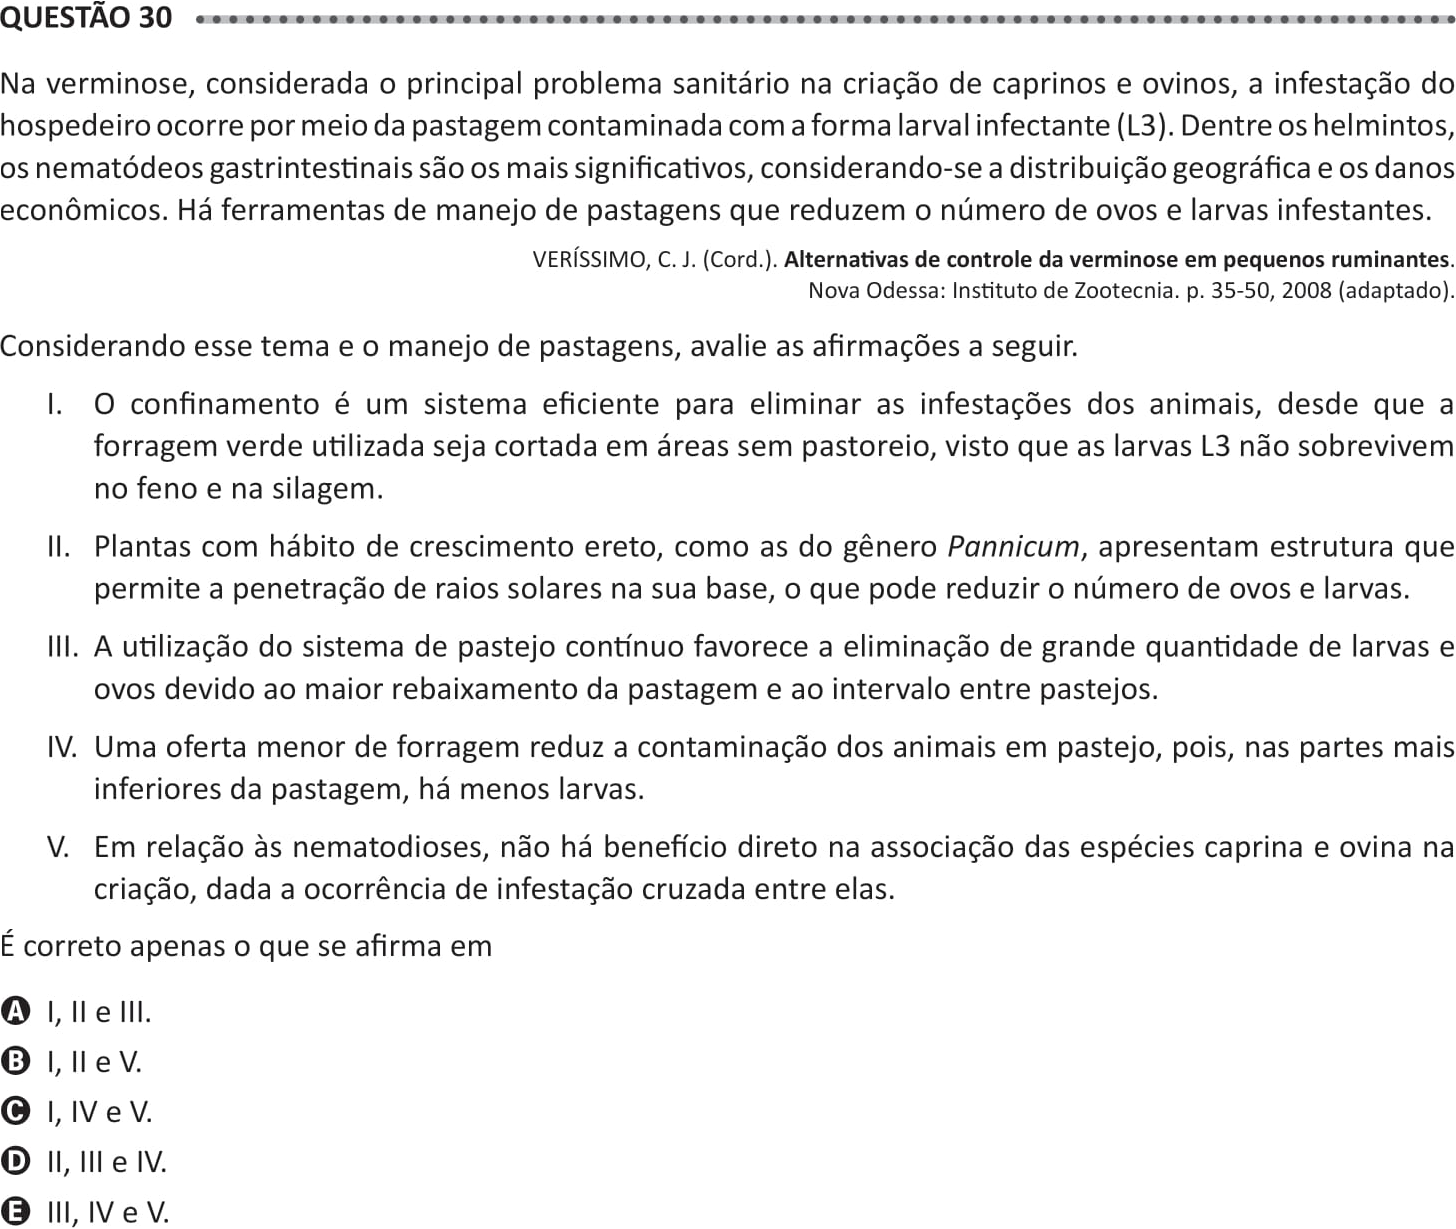 QUESTÃO 30
Na verminose, considerada o principal problema sanitário na criação de caprinos e ovinos, a infestação do
hospedeiro ocorre por meio da pastagem contaminada com a forma larval infectante (L3). Dentre os helmintos,
os nematódeos gastrintestinais são os mais significativos, considerando-se a distribuição geográfica e os danos
econômicos. Há ferramentas de manejo de pastagens que reduzem o número de ovos e larvas infestantes.
VERÍSSIMO, C. J. (Cord.). Alternativas de controle da verminose em pequenos ruminantes.
Nova Odessa: Instituto de Zootecnia. p. 35-50, 2008 (adaptado).
Considerando esse tema e o manejo de pastagens, avalie as afirmações a seguir.
I. O confinamento é um sistema eficiente para eliminar as infestações dos animais, desde que a
forragem verde utilizada seja cortada em áreas sem pastoreio, visto que as larvas L3 não sobrevivem
no feno e na silagem.
II. Plantas com hábito de crescimento ereto, como as do gênero Pannicum, apresentam estrutura que
permite a penetração de raios solares na sua base, o que pode reduzir o número de ovos e larvas.
III. A utilização do sistema de pastejo contínuo favorece a eliminação de grande quantidade de larvas e
ovos devido ao maior rebaixamento da pastagem e ao intervalo entre pastejos.
IV. Uma oferta menor de forragem reduz a contaminação dos animais em pastejo, pois, nas partes mais
inferiores da pastagem, há menos larvas.
V. Em relação às nematodioses, não há benefício direto na associação das espécies caprina e ovina na
criação, dada a ocorrência de infestação cruzada entre elas.
É correto apenas o que se afirma em
A I, II e III.
B I, II e V.
C I, IV e V.
D II, III e IV.
E III, IV e V.